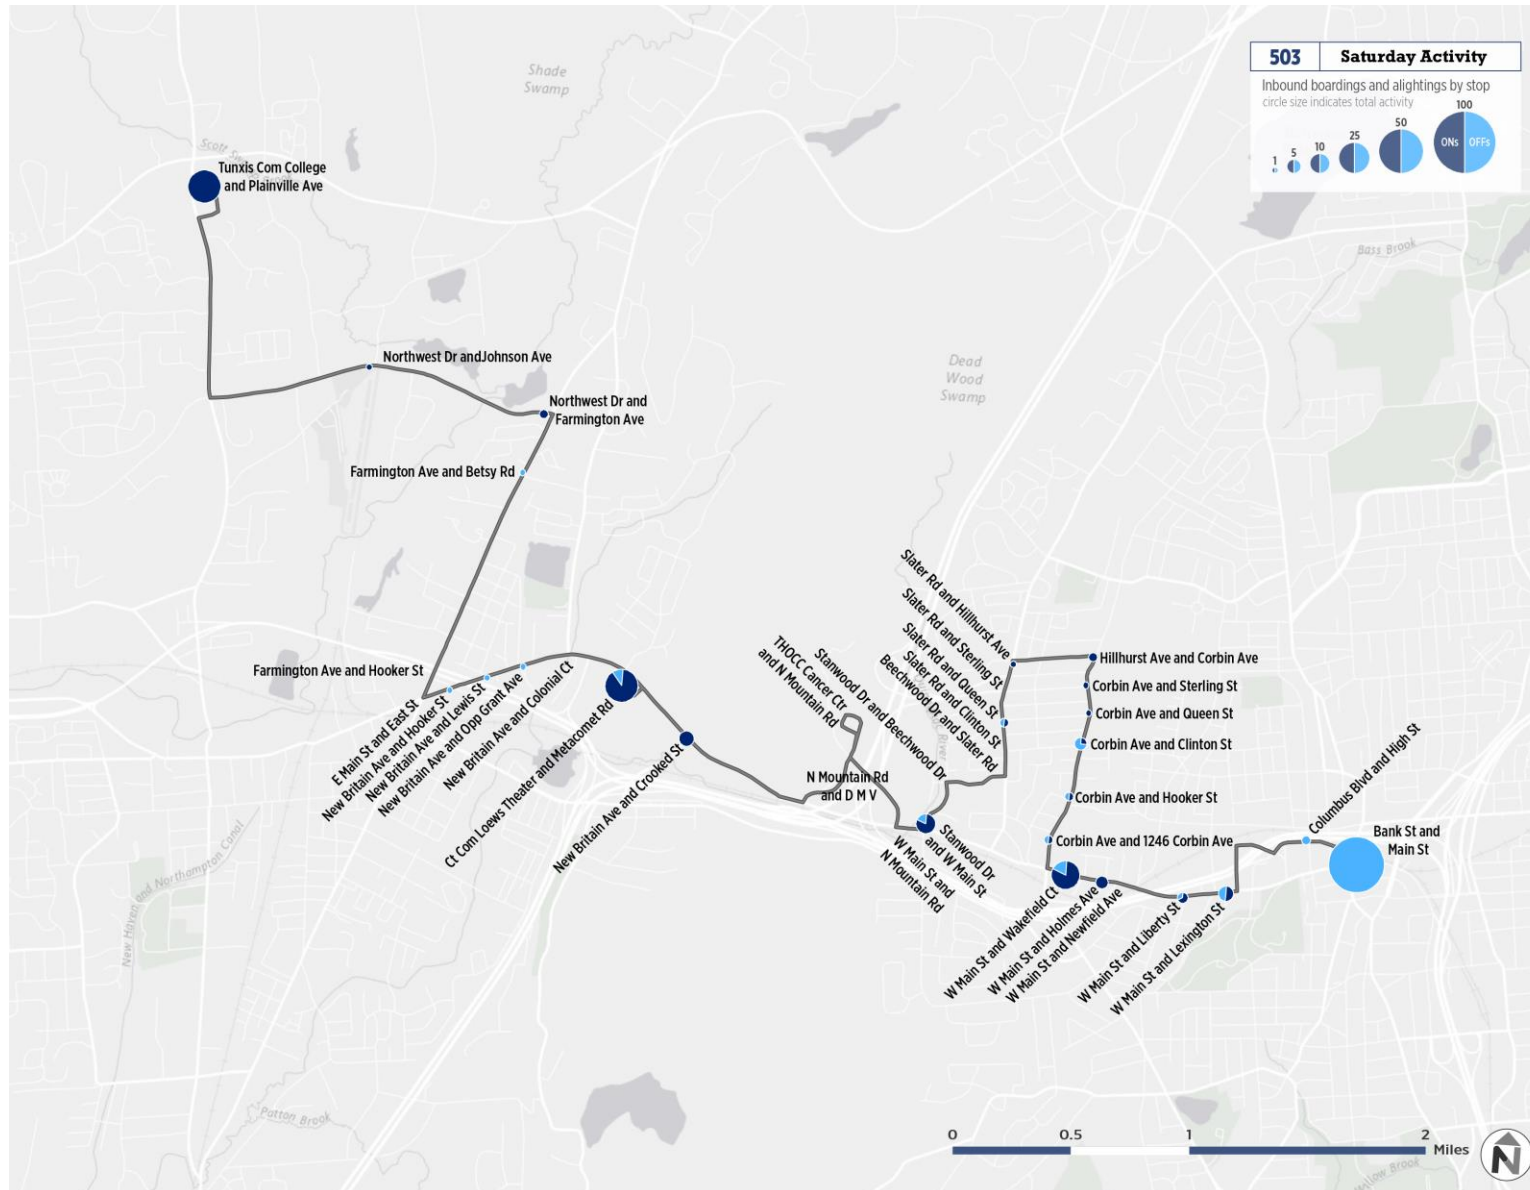 503
Saturday Activity
Inbound boardings and alightings by stop
circle size indicates total activity
1
5
10
25
50
100
ONs
OFFs
Shade
Swamp
Tunxis Com College
and Plainville Ave
Bass Brook
Northwest Dr andJohnson Ave
Northwest Dr and
Farmington Ave
Dead
Wood
Swamp
Farmington Ave and Betsy Rd
Farmington Ave and Hooker St
E Main St and East St
New Britain Ave and Hooker St
New Britain Ave and Lewis St
New Britain Ave and Opp Grant Ave
New Britain Ave and Colonial Ct
Ct Com Loews Theater and Metacomet Rd
New Britain Ave and Crooked St
THOCC Cancer Ctr
and N Mountain Rd
N Mountain Rd
and D M V
Stanwood Dr and Beechwood Dr
Beechwood Dr and Slater Rd
Slater Rd and Clinton St
Slater Rd and Queen St
Slater Rd and Sterling St
Slater Rd and Hillhurst Ave
Hillhurst Ave and Corbin Ave
Corbin Ave and Sterling St
Corbin Ave and Queen St
Corbin Ave and Clinton St
Corbin Ave and Hooker St
Corbin Ave and 1246 Corbin Ave
Stanwood Dr
and W Main St
W Main St and
N Mountain Rd
W Main St and Wakefield Ct
W Main St and Holmes Ave
W Main St and Newfield Ave
W Main St and Liberty St
W Main St and Lexington St
Columbus Blvd and High St
Bank St and
Main St
River
New Haven and Northampton Canal
Patton Brook
0
0.5
1
2
Miles
N